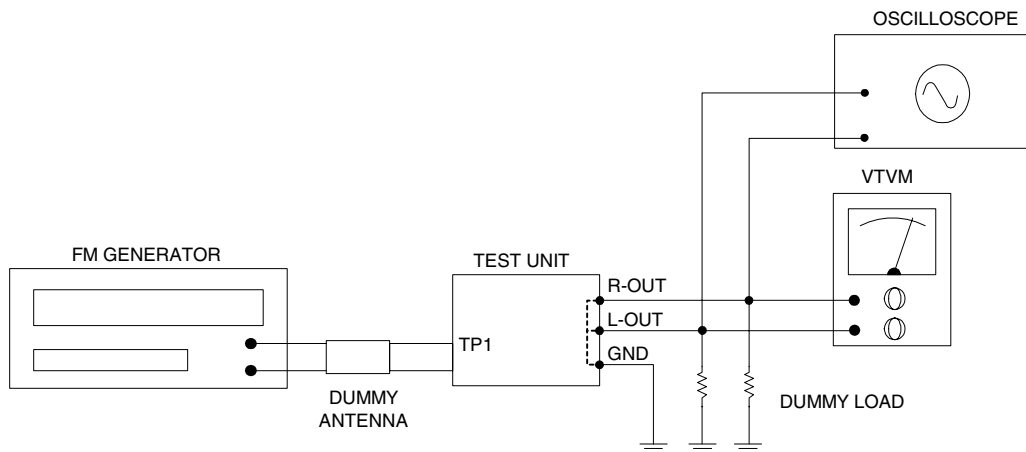 OSCILLOSCOPE
VTVM
FM GENERATOR
TEST UNIT
R-OUT
L-OUT
TP1
GND
DUMMY
ANTENNA
DUMMY LOAD